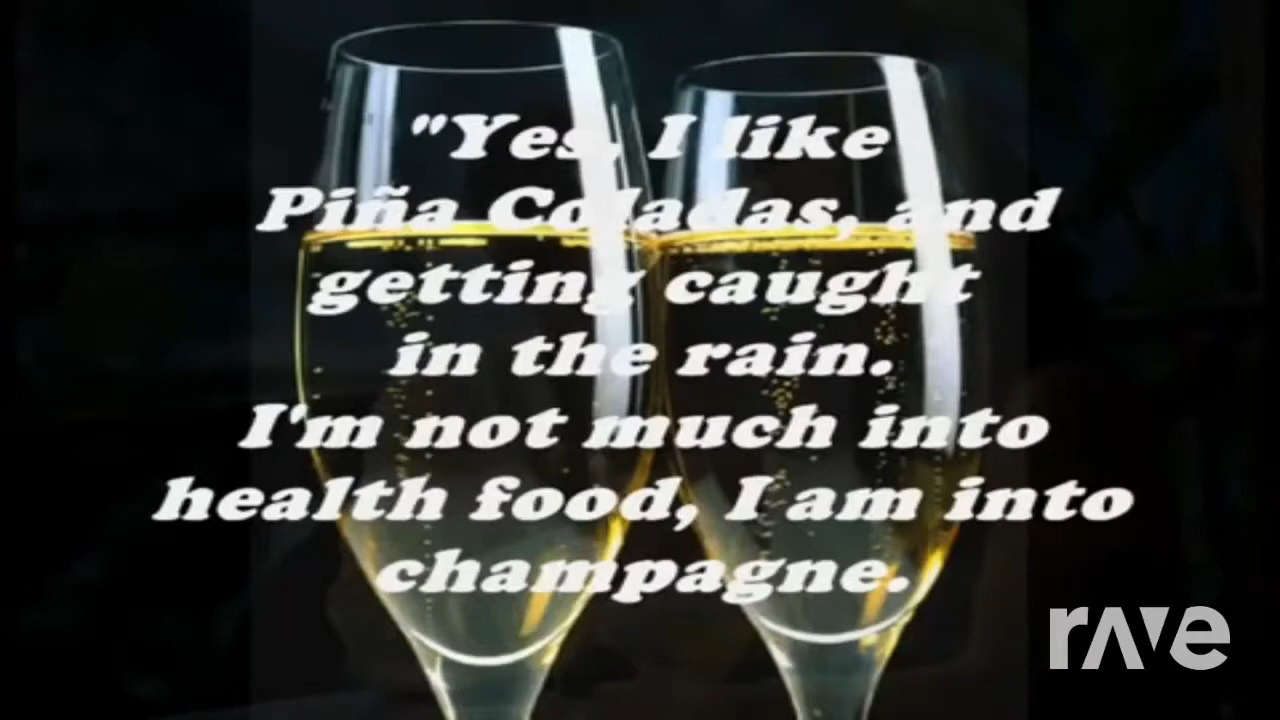 "Yes, I like
Piña Coladas, and
getting caught
in the rain.
I'm not much into
health food, I am into
champagne.
rave